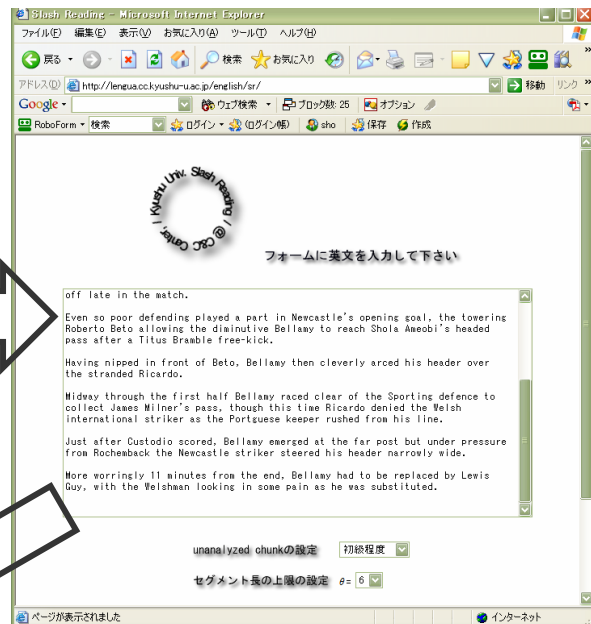 Slash Reading - Microsoft Internet Explorer
ファイル(F) 編集(E) 表示(V) お気に入り(A) ツール(T) ヘルプ(H)
戻る 検索 お気に入り
アドレス(D) http://lengua.cc.kyushu-u.ac.jp/english/sr/ 移動 リンク »
Google ウェブ検索 ブロック数: 25 オプション
RoboForm 検索 ログイン (ログイン帳) sho 保存 作成
Kyushu Univ. Slash Reading / @ C&C Center,
フォームに英文を入力して下さい
off late in the match.
Even so poor defending played a part in Newcastle's opening goal, the towering
Roberto Beto allowing the diminutive Bellamy to reach Shola Ameobi's headed
pass after a Titus Bramble free-kick.
Having nipped in front of Beto, Bellamy then cleverly arced his header over
the stranded Ricardo.
Midway through the first half Bellamy raced clear of the Sporting defence to
collect James Milner's pass, though this time Ricardo denied the Welsh
international striker as the Portguese keeper rushed from his line.
Just after Custodio scored, Bellamy emerged at the far post but under pressure
from Rochemback the Newcastle striker steered his header narrowly wide.
More worringly 11 minutes from the end, Bellamy had to be replaced by Lewis
Guy, with the Welshman looking in some pain as he was substituted.
unanalyzed chunkの設定 初級程度
セグメント長の上限の設定 θ= 6
ページが表示されました インターネット